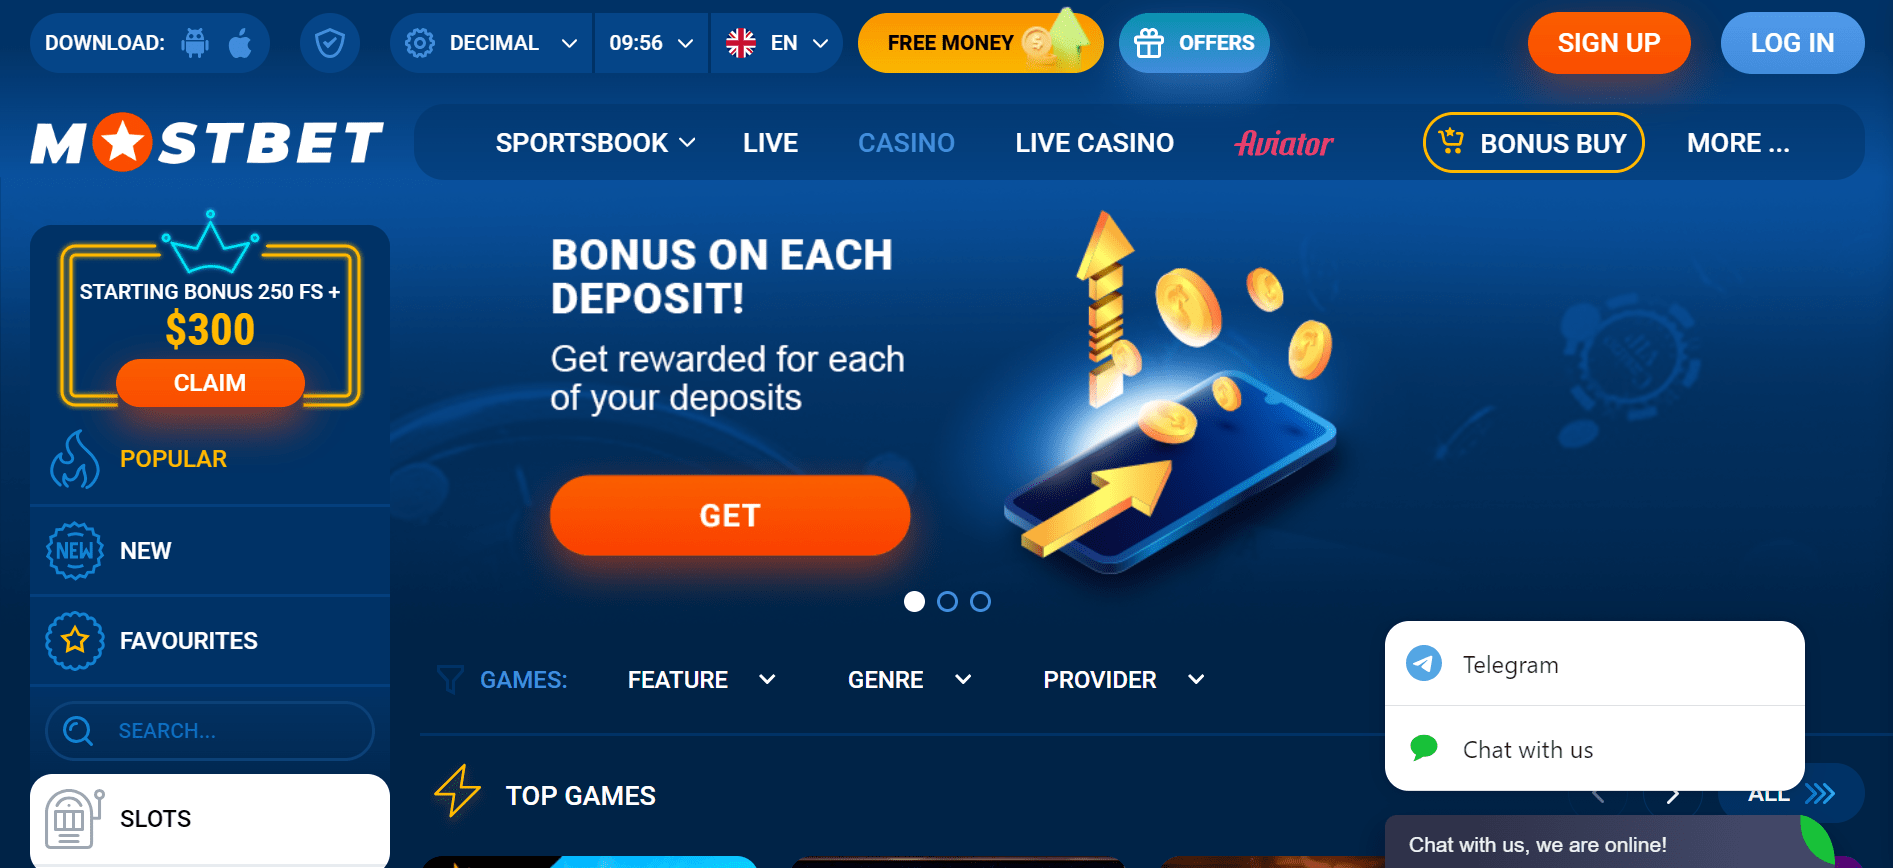 DOWNLOAD:
DECIMAL
09:56
EN
FREE MONEY
OFFERS
SIGN UP
LOG IN
MOSTBET
SPORTSBOOK
LIVE
CASINO
LIVE CASINO
Aviator
BONUS BUY
MORE ...
STARTING BONUS 250 FS +
$300
CLAIM
POPULAR
NEW
NEW
FAVOURITES
SEARCH...
SLOTS
BONUS ON EACH
DEPOSIT!
Get rewarded for each
of your deposits
GET
GAMES:
FEATURE
GENRE
PROVIDER
TOP GAMES
ALL
Telegram
Chat with us
Chat with us, we are online!